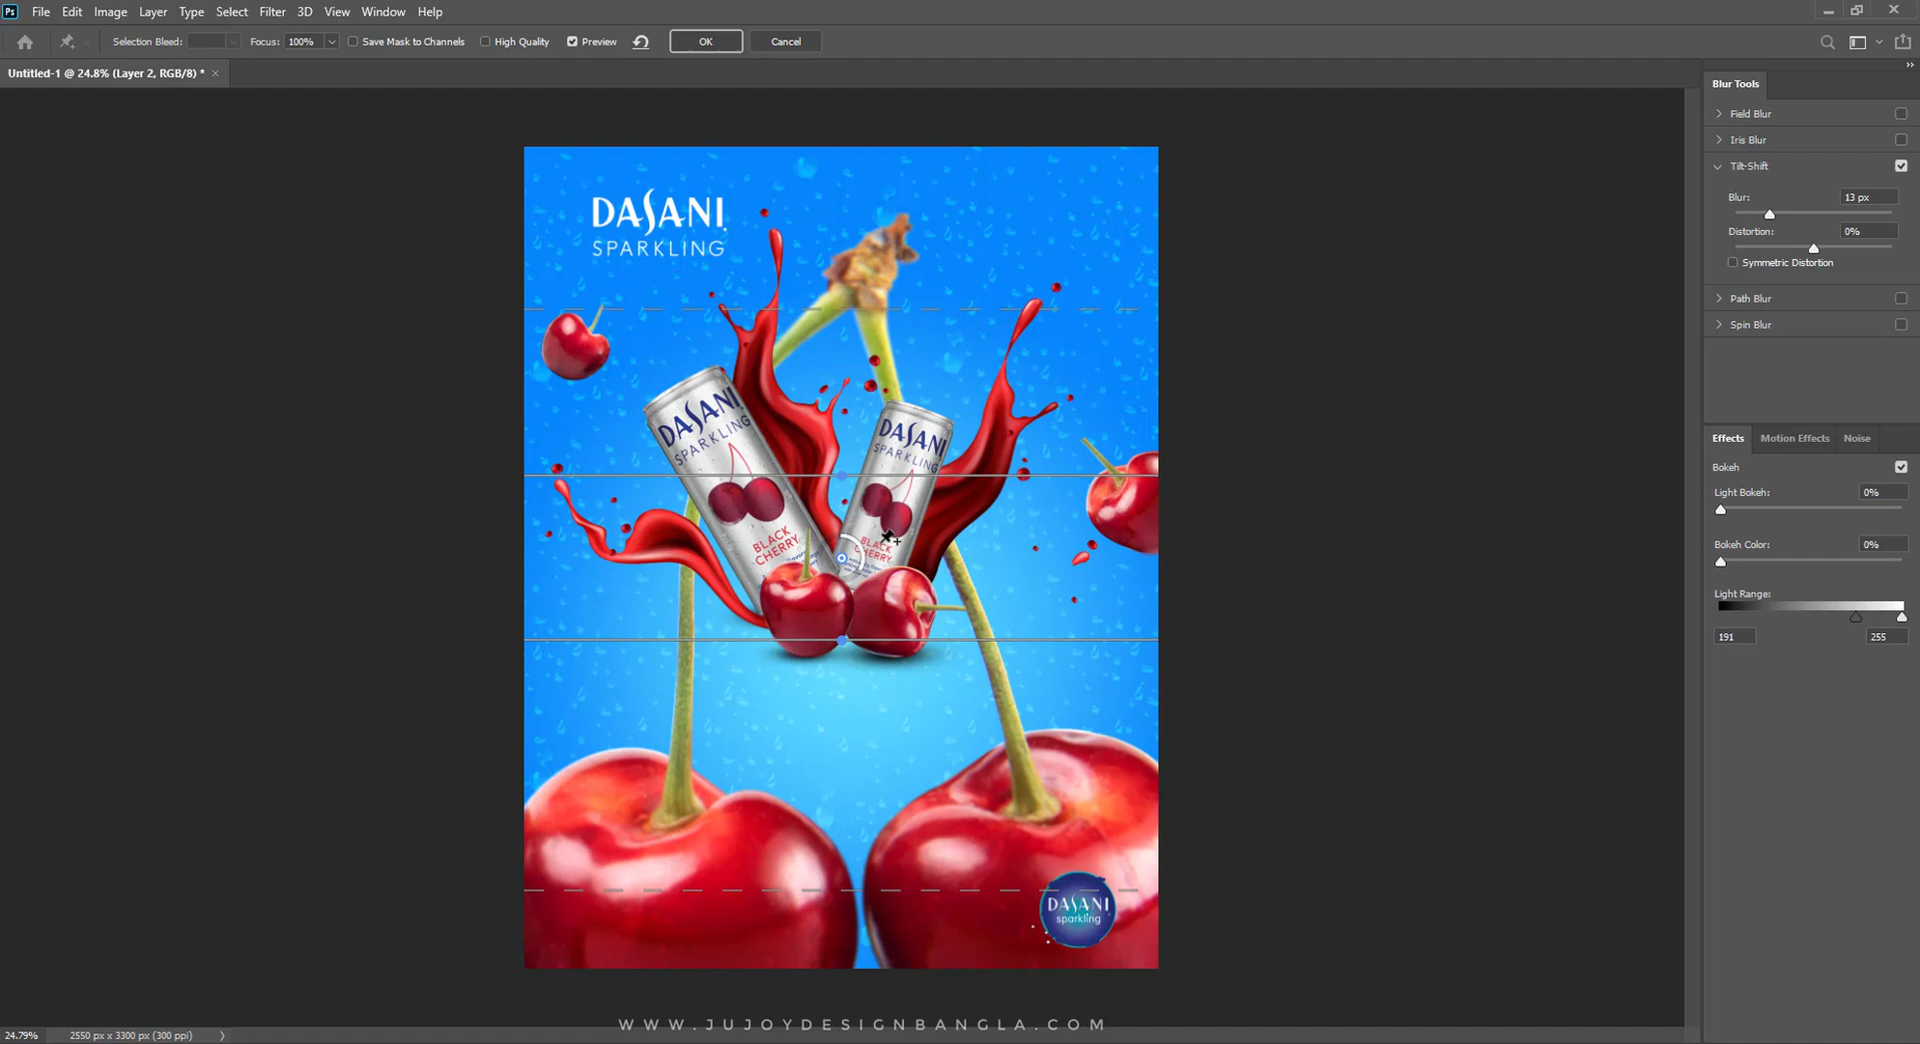 Ps File Edit Image Layer Type Select Filter 3D View Window Help
Selection Bleed: Focus: 100% Save Mask to Channels High Quality Preview OK Cancel
Untitled-1 @ 24.8% (Layer 2, RGB/8) * ×
Blur Tools
Field Blur
Iris Blur
Tilt-Shift
Blur: 13 px
Distortion: 0%
Symmetric Distortion
Path Blur
Spin Blur
Effects Motion Effects Noise
Bokeh
Light Bokeh: 0%
Bokeh Color: 0%
Light Range:
191 255
DASANI
SPARKLING
DASANI
SPARKLING
BLACK
CHERRY
DASANI
SPARKLING
BLACK
CHERRY
DASANI
sparkling
WWW.JUJOYDESIGNBANGLA.COM
24.79% 2550 px x 3300 px (300 ppi)